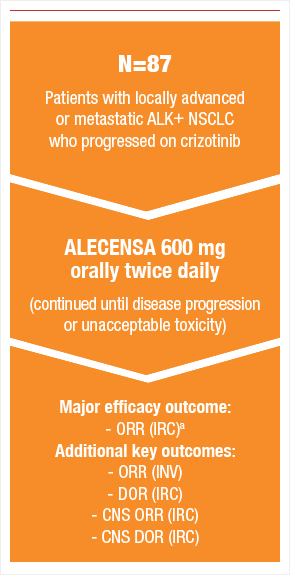 N=87
Patients with locally advanced
or metastatic ALK+ NSCLC
who progressed on crizotinib
ALECENSA 600 mg
orally twice daily
(continued until disease progression
or unacceptable toxicity)
Major efficacy outcome:
- ORR (IRC)ª
Additional key outcomes:
- ORR (INV)
- DOR (IRC)
- CNS ORR (IRC)
- CNS DOR (IRC)